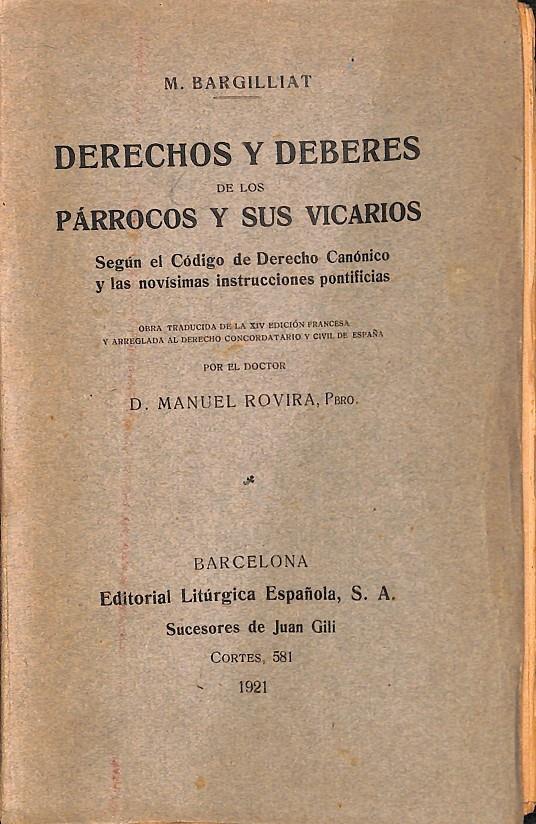 M. BARGILLIAT
DERECHOS Y DEBERES
DE LOS
PÁRROCOS Y SUS VICARIOS
Según el Código de Derecho Canónico
y las novísimas instrucciones pontificias
OBRA TRADUCIDA DE LA XIV EDICIÓN FRANCESA
Y ARREGLADA AL DERECHO CONCORDATARIO Y CIVIL DE ESPAÑA
POR EL DOCTOR
D. MANUEL ROVIRA, PBRO.
BARCELONA
Editorial Litúrgica Española, S. A.
Sucesores de Juan Gili
CORTES, 581
1921